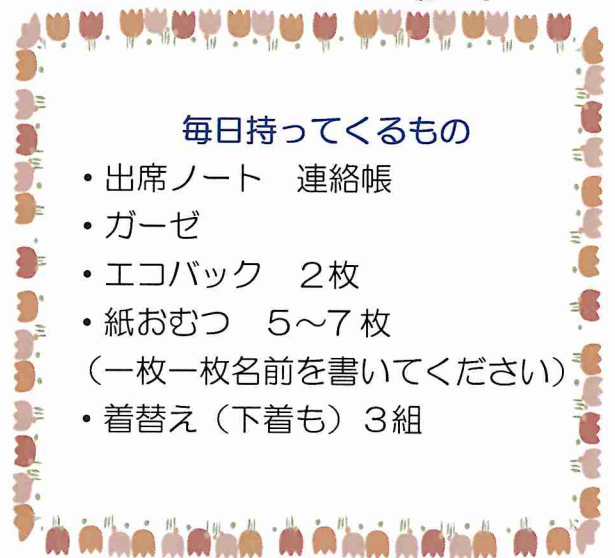 毎日持ってくるもの
・出席ノート　連絡帳
・ガーゼ
・エコバック　２枚
・紙おむつ　５～７枚
（一枚一枚名前を書いてください）
・着替え（下着も）３組